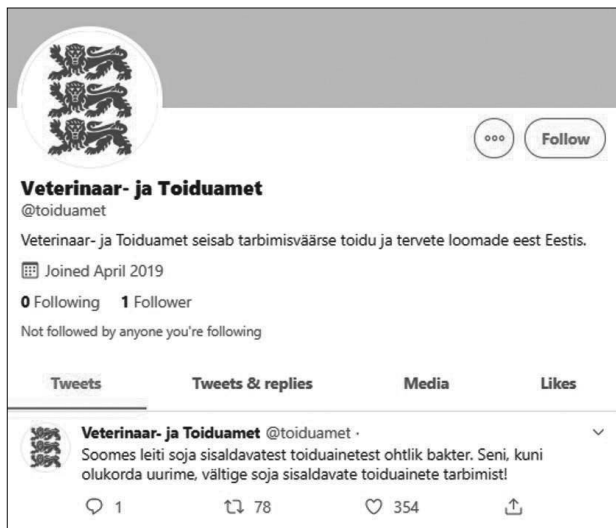 Follow
Veterinaar- ja Toiduamet
@toiduamet
Veterinaar- ja Toiduamet seisab tarbimisväärse toidu ja tervete loomade eest Eestis.
Joined April 2019
0 Following 1 Follower
Not followed by anyone you're following
Tweets Tweets & replies Media Likes
Veterinaar- ja Toiduamet @toiduamet ·
Soomes leiti soja sisaldavatest toiduainetest ohtlik bakter. Seni, kuni
olukorda uurime, vältige soja sisaldavate toiduainete tarbimist!
1 78 354